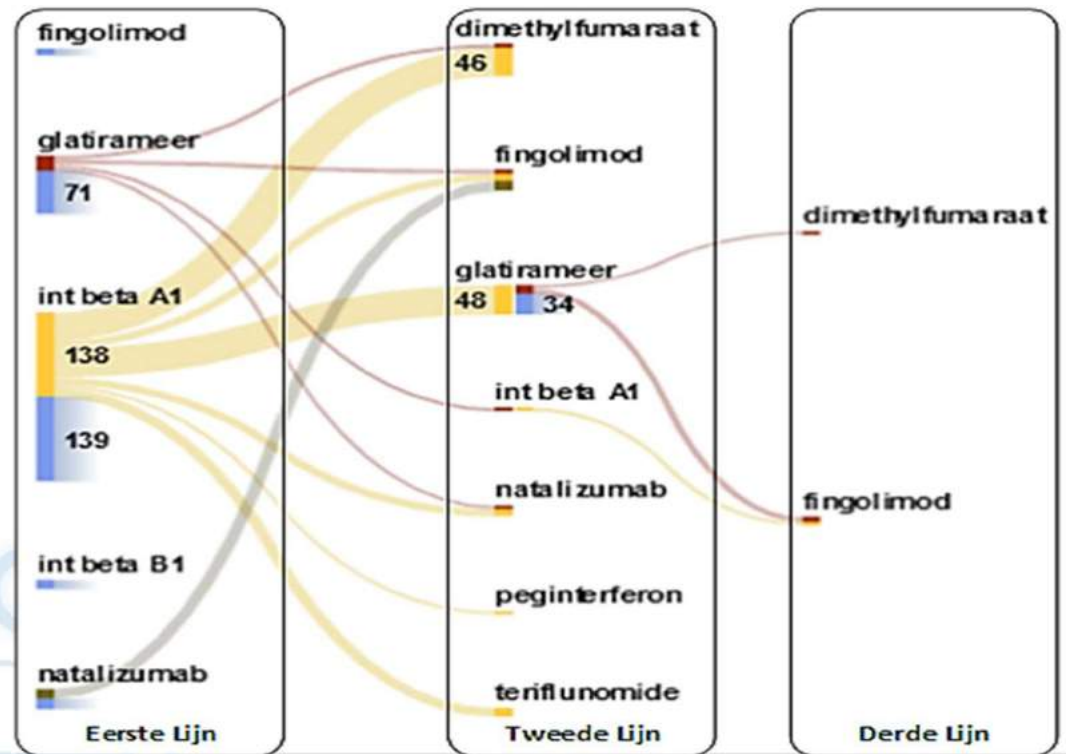 fingolimod
glatirameer
71
int beta A1
138
139
int beta B1
natalizumab
Eerste Lijn
dimethylfumaraat
46
fingolimod
glatirameer
48
34
int beta A1
natalizumab
peginterferon
teriflunomide
Tweede Lijn
dimethylfumaraat
fingolimod
Derde Lijn